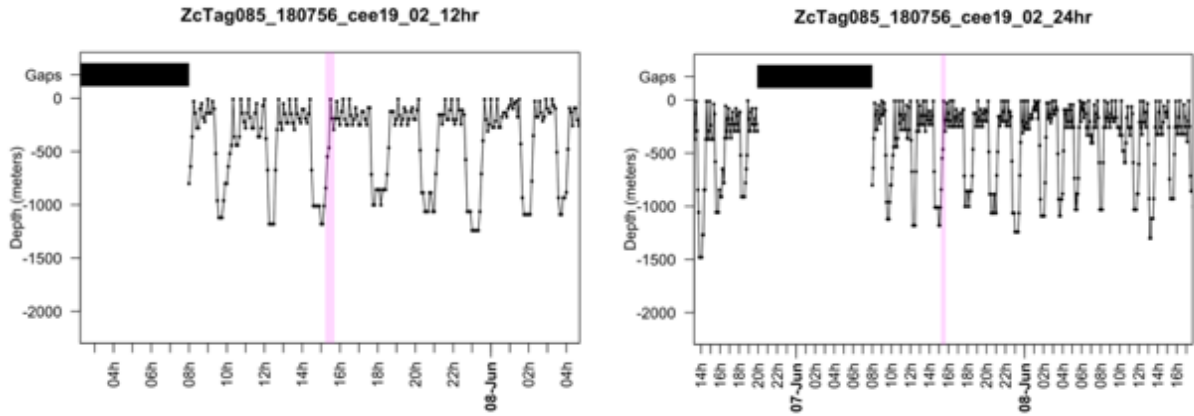 ZcTag085_180756_cee19_02_12hr
Gaps
0
-500
-1000
-1500
-2000
Depth (meters)
04h
06h
08h
10h
12h
14h
16h
18h
20h
22h
08-Jun
02h
04h
ZcTag085_180756_cee19_02_24hr
Gaps
0
-500
-1000
-1500
-2000
Depth (meters)
14h
16h
18h
20h
07-Jun
02h
04h
06h
08h
10h
12h
14h
16h
18h
20h
22h
08-Jun
02h
04h
06h
08h
10h
12h
14h
16h